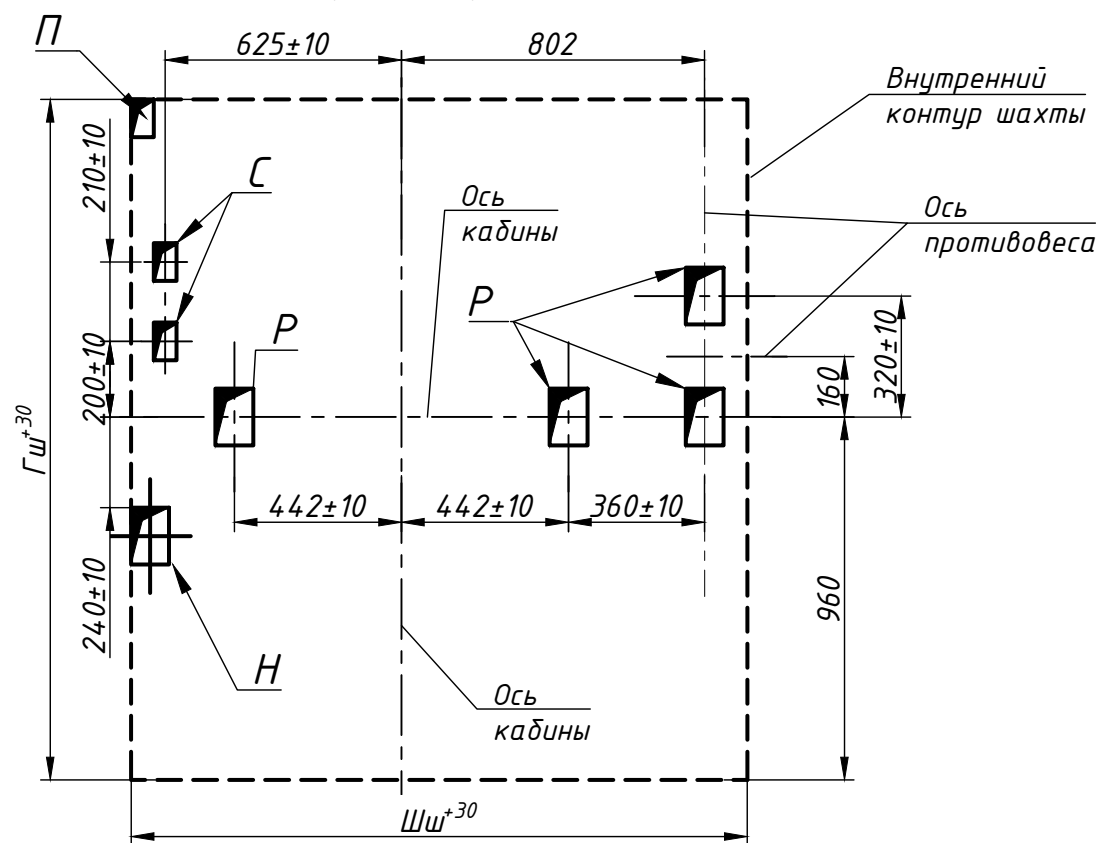 П
625±10
802
Внутренний
контур шахты
210±10
С
Ось
кабины
Ось
противовеса
Р
Р
200±10
320±10
160
Гш+30
442±10
442±10
360±10
240±10
960
Н
Ось
кабины
Шш+30